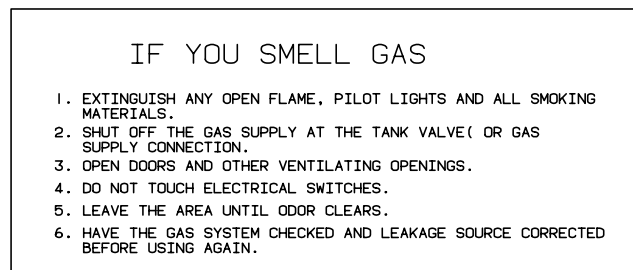 IF YOU SMELL GAS
1. EXTINGUISH ANY OPEN FLAME, PILOT LIGHTS AND ALL SMOKING
MATERIALS.
2. SHUT OFF THE GAS SUPPLY AT THE TANK VALVE( OR GAS
SUPPLY CONNECTION.
3. OPEN DOORS AND OTHER VENTILATING OPENINGS.
4. DO NOT TOUCH ELECTRICAL SWITCHES.
5. LEAVE THE AREA UNTIL ODOR CLEARS.
6. HAVE THE GAS SYSTEM CHECKED AND LEAKAGE SOURCE CORRECTED
BEFORE USING AGAIN.